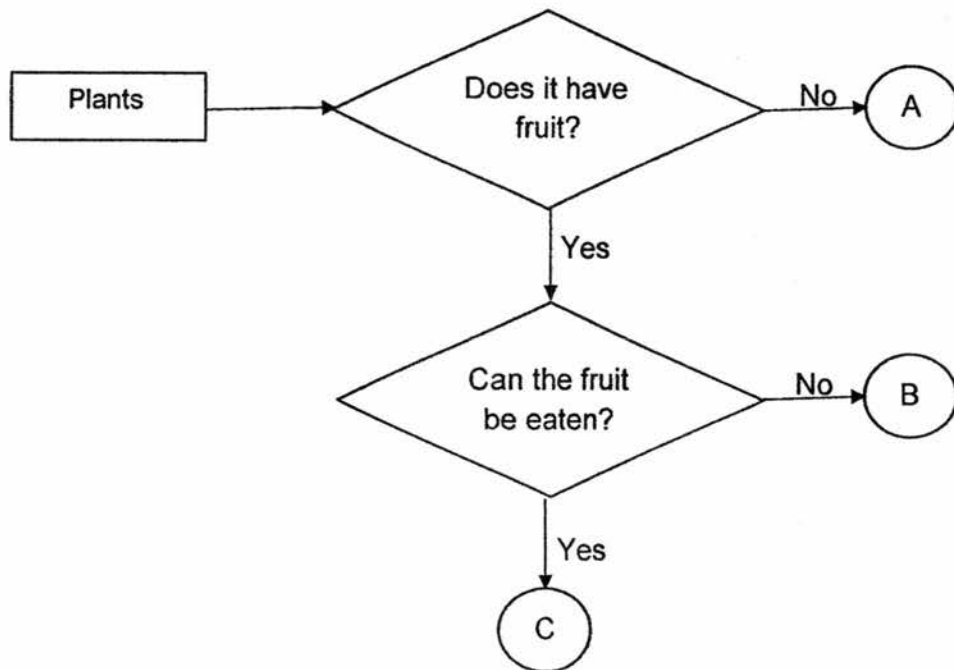 Plants
Does it have
fruit?
No
A
Yes
Can the fruit
be eaten?
No
B
Yes
C